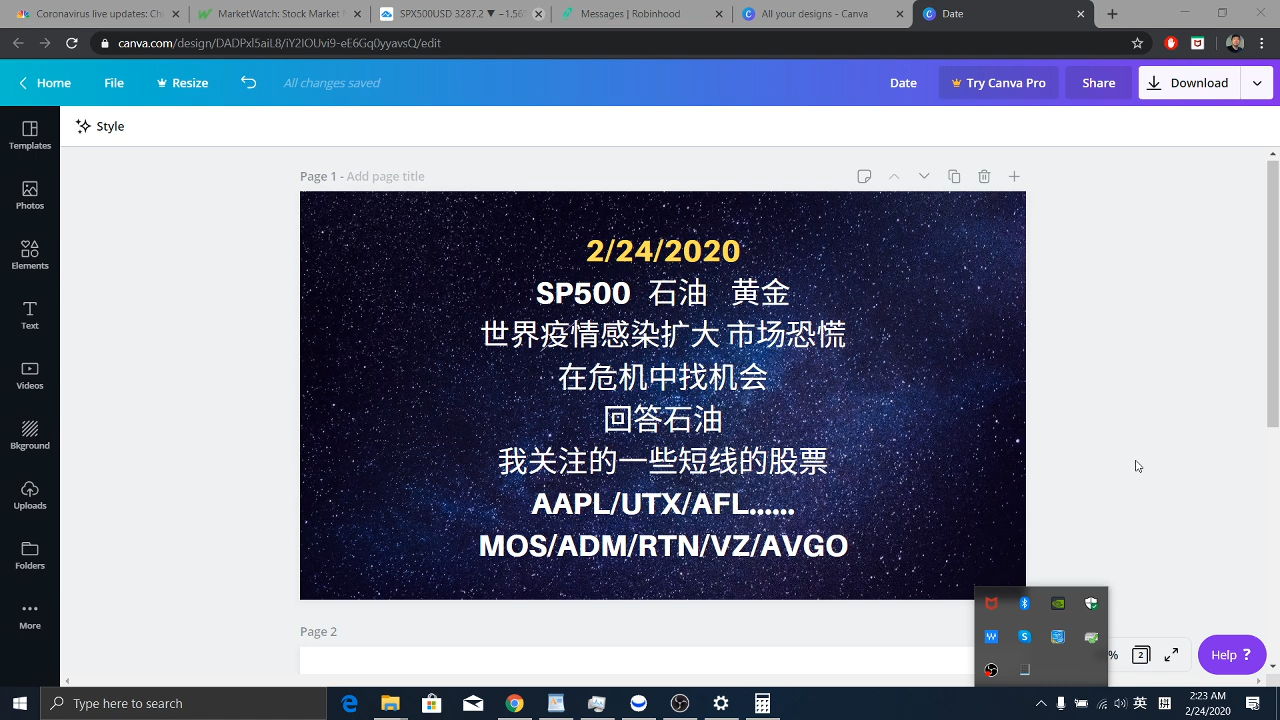 Coronavirus live updates: Chi
MarketWatch: Stock Market
SPX500USD 3287.2 ▼ −1.56%
Messages | Robinhood
All your designs - Canva
Date
canva.com/design/DADPxl5aiL8/iY2IOUvi9-eE6Gq0yyavsQ/edit
Home
File
Resize
All changes saved
Date
Try Canva Pro
Share
Download
Templates
Photos
Elements
Text
Videos
Bkground
Uploads
Folders
More
Style
Page 1 - Add page title
2/24/2020
SP500 石油 黄金
世界疫情感染扩大 市场恐慌
在危机中找机会
回答石油
我关注的一些短线的股票
AAPL/UTX/AFL......
MOS/ADM/RTN/VZ/AVGO
Page 2
%
2
Help ?
Type here to search
英
拼
2:23 AM
2/24/2020